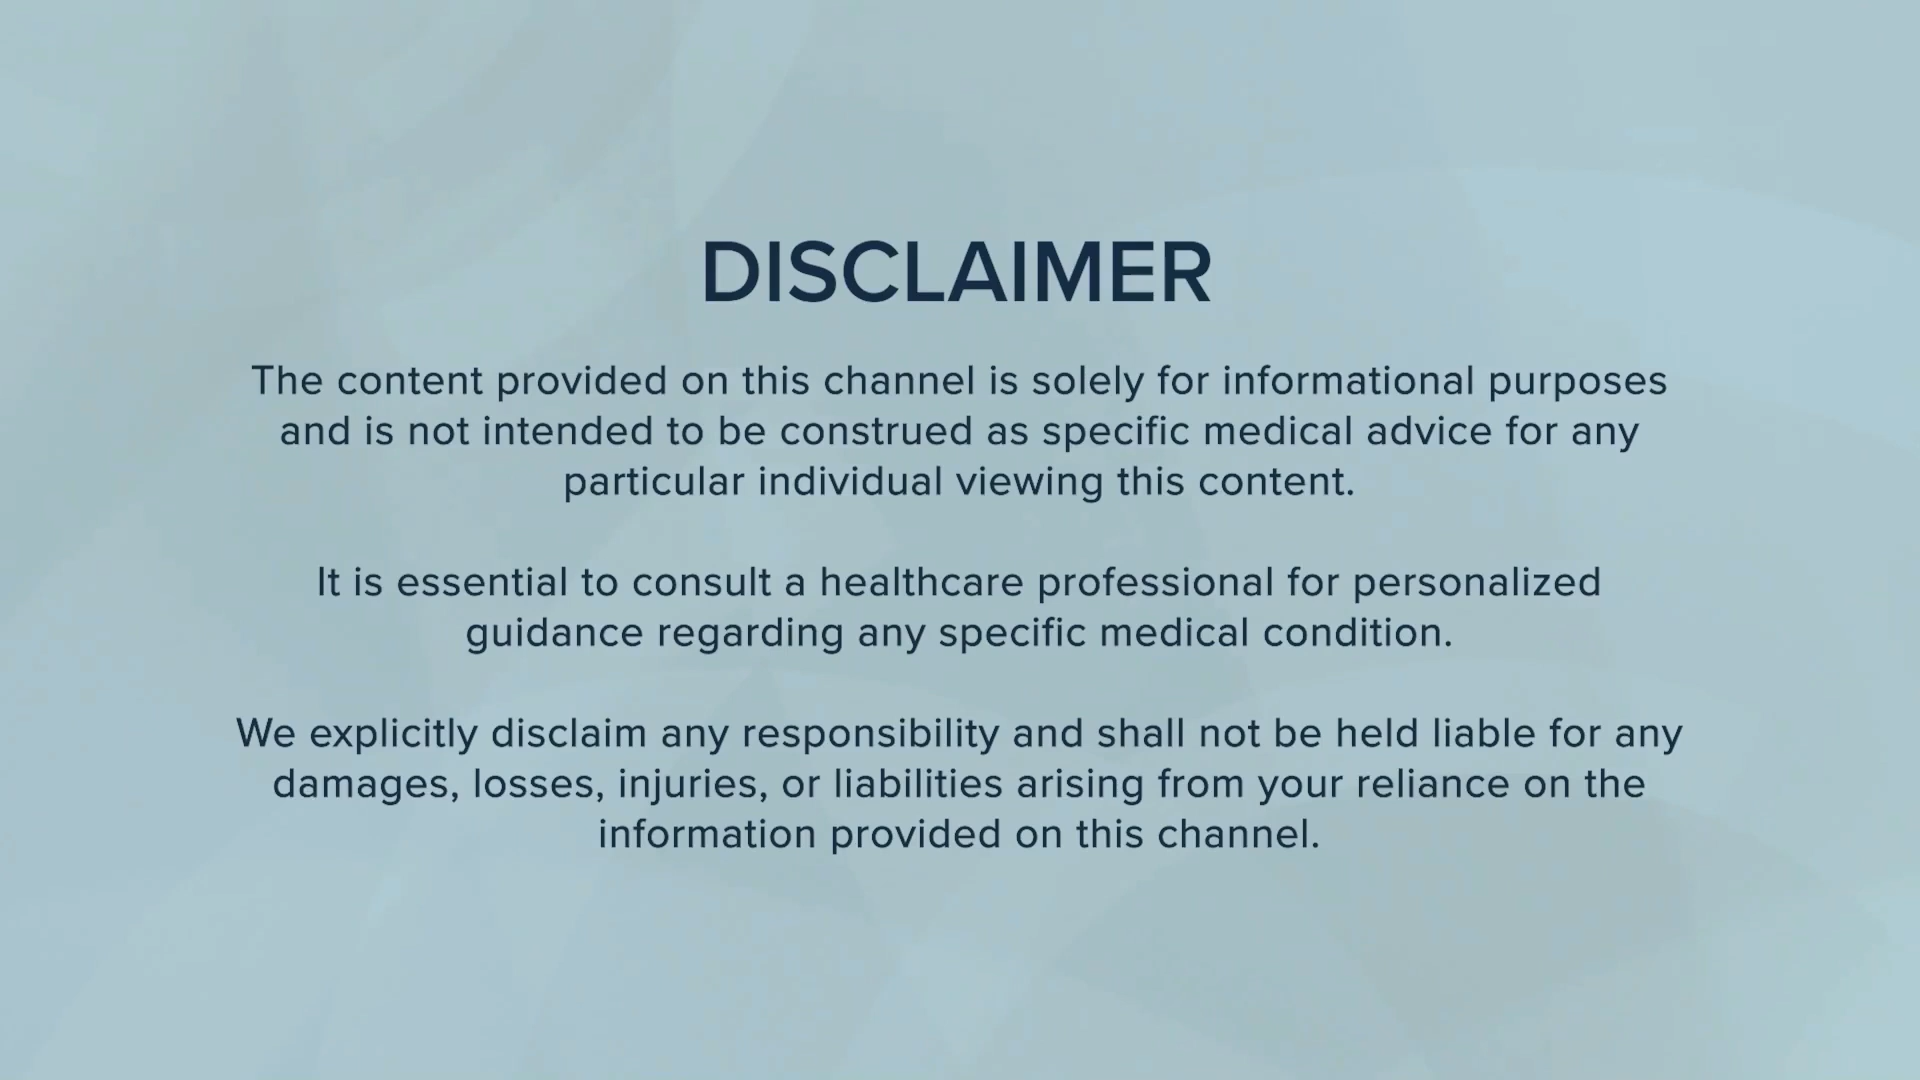 DISCLAIMER
The content provided on this channel is solely for informational purposes
and is not intended to be construed as specific medical advice for any
particular individual viewing this content.
It is essential to consult a healthcare professional for personalized
guidance regarding any specific medical condition.
We explicitly disclaim any responsibility and shall not be held liable for any
damages, losses, injuries, or liabilities arising from your reliance on the
information provided on this channel.